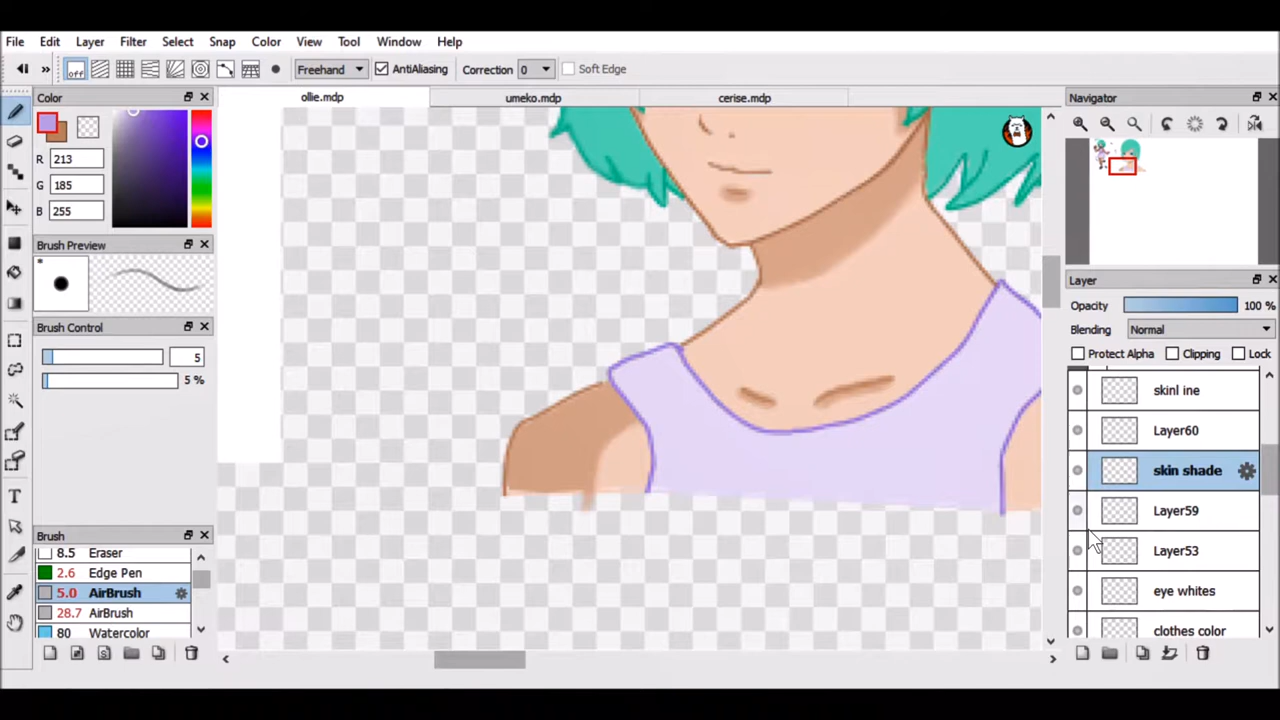 File Edit Layer Filter Select Snap Color View Tool Window Help
off Freehand AntiAliasing Correction 0 Soft Edge
Color
R 213
G 185
B 255
Brush Preview
Brush Control
5
5 %
Brush
8.5 Eraser
2.6 Edge Pen
5.0 AirBrush
28.7 AirBrush
80 Watercolor
ollie.mdp umeko.mdp cerise.mdp
Navigator
Layer
Opacity 100 %
Blending Normal
Protect Alpha Clipping Lock
skinl ine
Layer60
skin shade
Layer59
Layer53
eye whites
clothes color